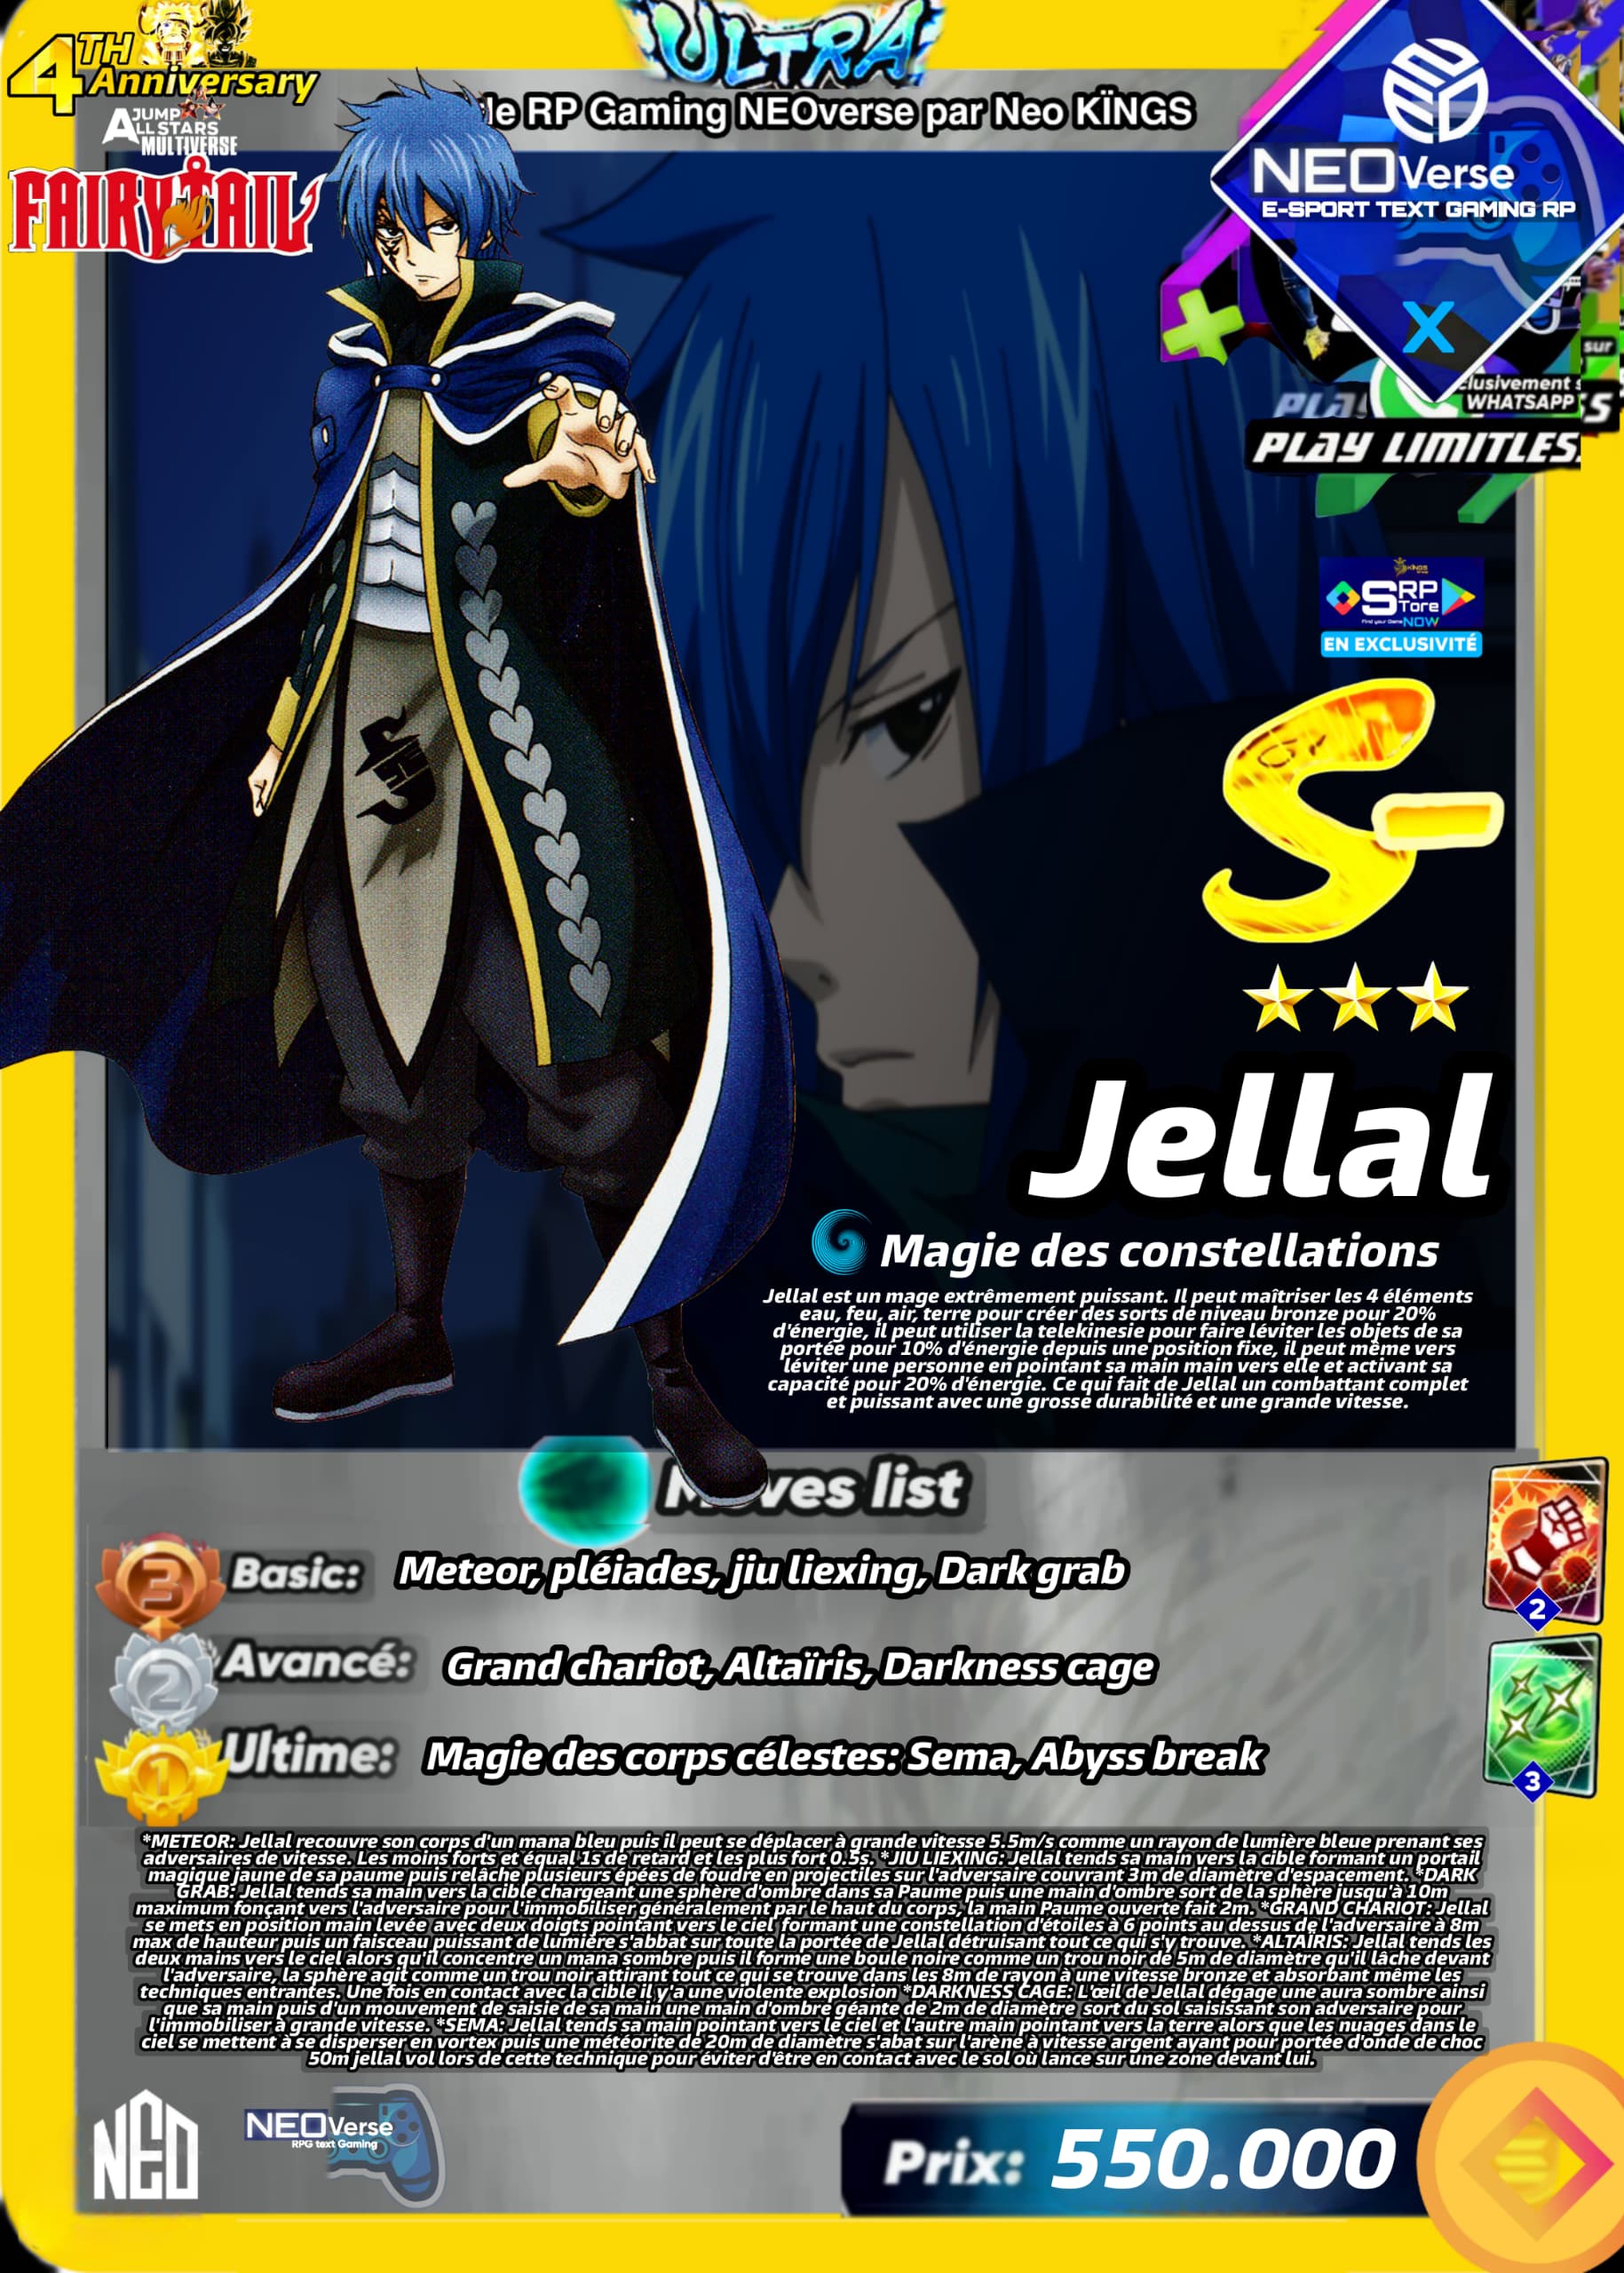 4TH
Anniversary
JUMP
ALL STARS
MULTIVERSE
FAIRY TAIL
ULTRA
le RP Gaming NEOverse par Neo KÏNGS
NEOVerse
E-SPORT TEXT GAMING RP
X
sur
clusivement
WHATSAPP
PLAY LIMITLES
SRP
Tore
Find your Game NOW
EN EXCLUSIVITÉ
S-
Jellal
Magie des constellations
Jellal est un mage extrêmement puissant. Il peut maîtriser les 4 éléments
eau, feu, air, terre pour créer des sorts de niveau bronze pour 20%
d'énergie, il peut utiliser la telekinesie pour faire léviter les objets de sa
portée pour 10% d'énergie depuis une position fixe, il peut même vers
léviter une personne en pointant sa main main vers elle et activant sa
capacité pour 20% d'énergie. Ce qui fait de Jellal un combattant complet
et puissant avec une grosse durabilité et une grande vitesse.
Moves list
3 Basic: Meteor, pléiades, jiu liexing, Dark grab
2
2 Avancé: Grand chariot, Altaïris, Darkness cage
1 Ultime: Magie des corps célestes: Sema, Abyss break
3
*METEOR: Jellal recouvre son corps d'un mana bleu puis il peut se déplacer à grande vitesse 5.5m/s comme un rayon de lumière bleue prenant ses
adversaires de vitesse. Les moins forts et équal 1s de retard et les plus fort 0.5s. *JIU LIEXING: Jellal tends sa main vers la cible formant un portail
magique jaune de sa paume puis relâche plusieurs épées de foudre en projectiles sur l'adversaire couvrant 3m de diamètre d'espacement. *DARK
GRAB: Jellal tends sa main vers la cible chargeant une sphère d'ombre dans sa Paume puis une main d'ombre sort de la sphère jusqu'à 10m
maximum fonçant vers l'adversaire pour l'immobiliser généralement par le haut du corps, la main Paume ouverte fait 2m. *GRAND CHARIOT: Jellal
se mets en position main levée avec deux doigts pointant vers le ciel formant une constellation d'étoiles à 6 points au dessus de l'adversaire à 8m
max de hauteur puis un faisceau puissant de lumière s'abbat sur toute la portée de Jellal détruisant tout ce qui s'y trouve. *ALTAÏRIS: Jellal tends les
deux mains vers le ciel alors qu'il concentre un mana sombre puis il forme une boule noire comme un trou noir de 5m de diamètre qu'il lâche devant
l'adversaire, la sphère agit comme un trou noir attirant tout ce qui se trouve dans les 8m de rayon à une vitesse bronze et absorbant même les
techniques entrantes. Une fois en contact avec la cible il y'a une violente explosion *DARKNESS CAGE: L'œil de Jellal dégage une aura sombre ainsi
que sa main puis d'un mouvement de saisie de sa main une main d'ombre géante de 2m de diamètre sort du sol saisissant son adversaire pour
l'immobiliser à grande vitesse. *SEMA: Jellal tends sa main pointant vers le ciel et l'autre main pointant vers la terre alors que les nuages dans le
ciel se mettent à se disperser en vortex puis une météorite de 20m de diamètre s'abat sur l'arène à vitesse argent ayant pour portée d'onde de choc
50m jellal vol lors de cette technique pour éviter d'être en contact avec le sol où lance sur une zone devant lui.
NEO
NEOVerse
RPG text Gaming
Prix: 550.000